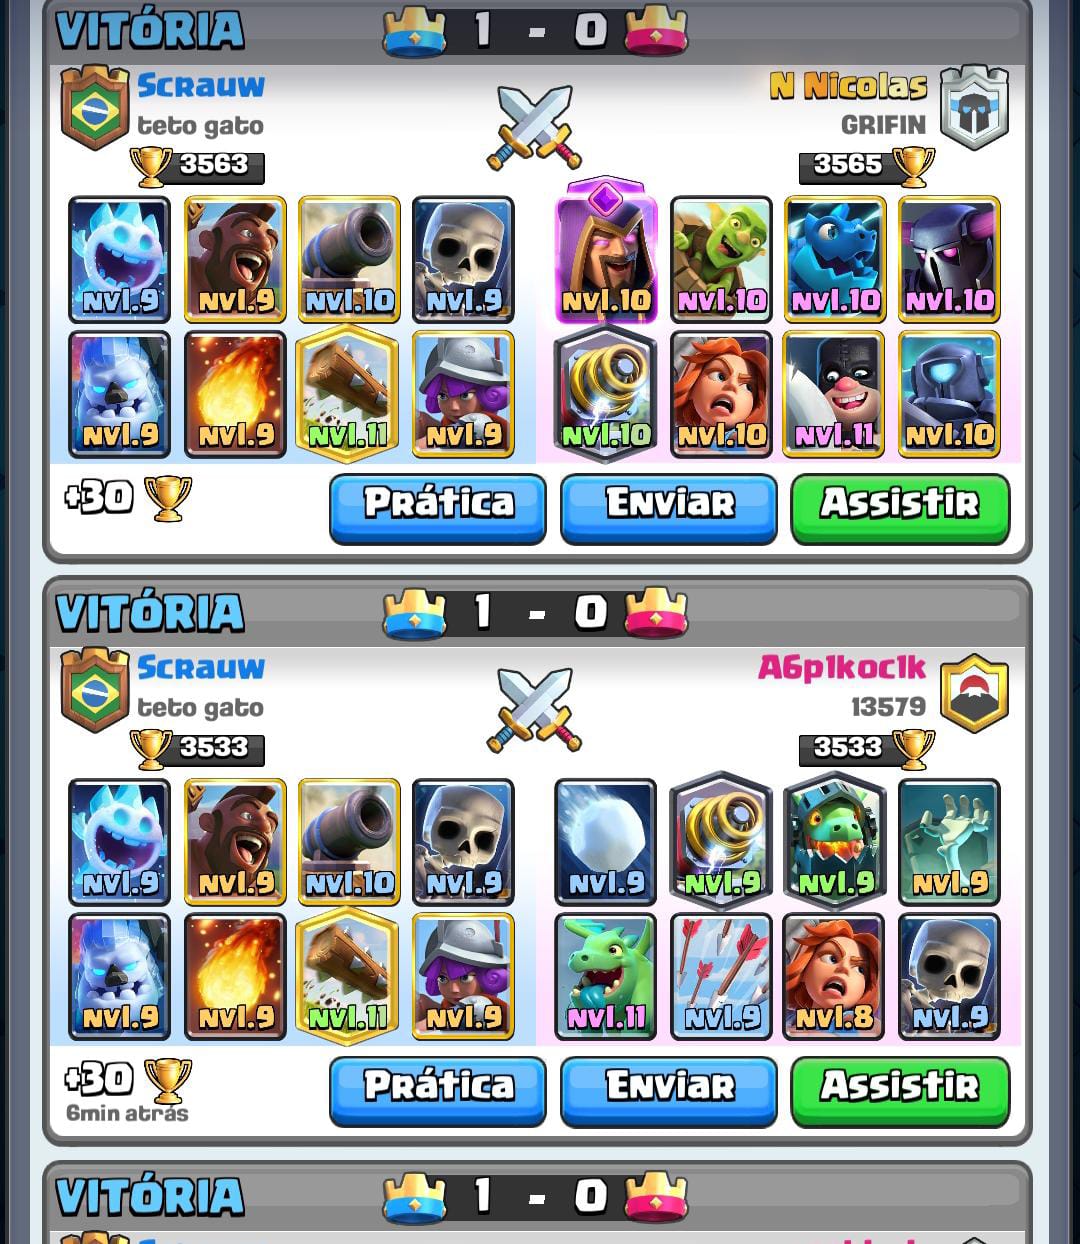 VITÓRIA 1 - 0
Scrauw N Nicolas
teto gato GRIFIN
3563 3565
NVL.9 NVL.9 NVL.10 NVL.9 NVL.10 NVL.10 NVL.10 NVL.10
NVL.9 NVL.9 NVL.11 NVL.9 NVL.10 NVL.10 NVL.11 NVL.10
+30 Prática Enviar Assistir
VITÓRIA 1 - 0
Scrauw A6p1koc1k
teto gato 13579
3533 3533
NVL.9 NVL.9 NVL.10 NVL.9 NVL.9 NVL.9 NVL.9 NVL.9
NVL.9 NVL.9 NVL.11 NVL.9 NVL.11 NVL.9 NVL.8 NVL.9
+30 Prática Enviar Assistir
6min atrás
VITÓRIA 1 - 0